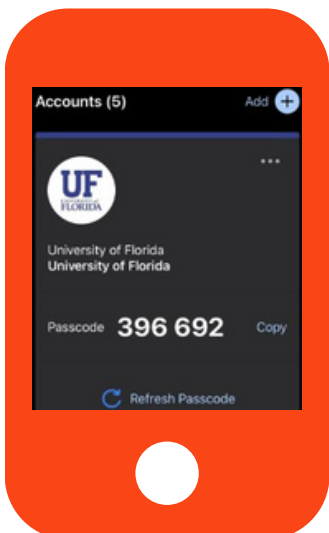 Accounts (5) Add
UF
UNIVERSITY of
FLORIDA
University of Florida
University of Florida
Passcode 396 692 Copy
Refresh Passcode